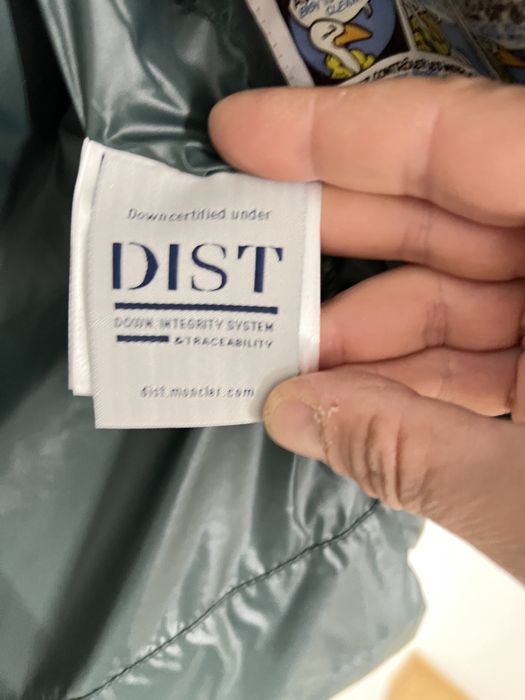 Down certified under
DIST
DOWN INTEGRITY SYSTEM
& TRACEABILITY
dist.moncler.com